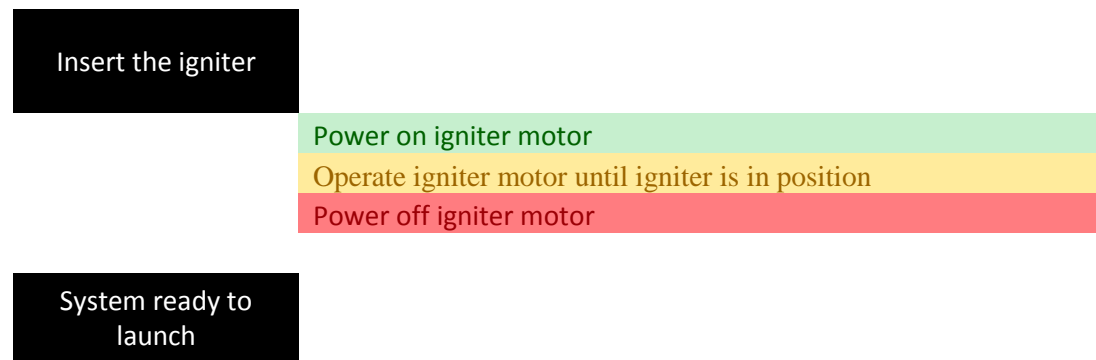 Insert the igniter
Power on igniter motor
Operate igniter motor until igniter is in position
Power off igniter motor
System ready to
launch